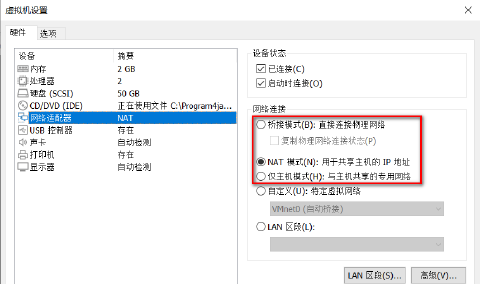 虚拟机设置
硬件 选项
设备 摘要
内存 2 GB
处理器 2
硬盘 (SCSI) 50 GB
CD/DVD (IDE) 正在使用文件 C:\Program4ja...
网络适配器 NAT
USB 控制器 存在
声卡 自动检测
打印机 存在
显示器 自动检测
设备状态
已连接(C)
启动时连接(O)
网络连接
桥接模式(B): 直接连接物理网络
复制物理网络连接状态(P)
NAT 模式(N): 用于共享主机的 IP 地址
仅主机模式(H): 与主机共享的专用网络
自定义(U): 特定虚拟网络
VMnet0 (自动桥接)
LAN 区段(L):
LAN 区段(S)... 高级(V)...